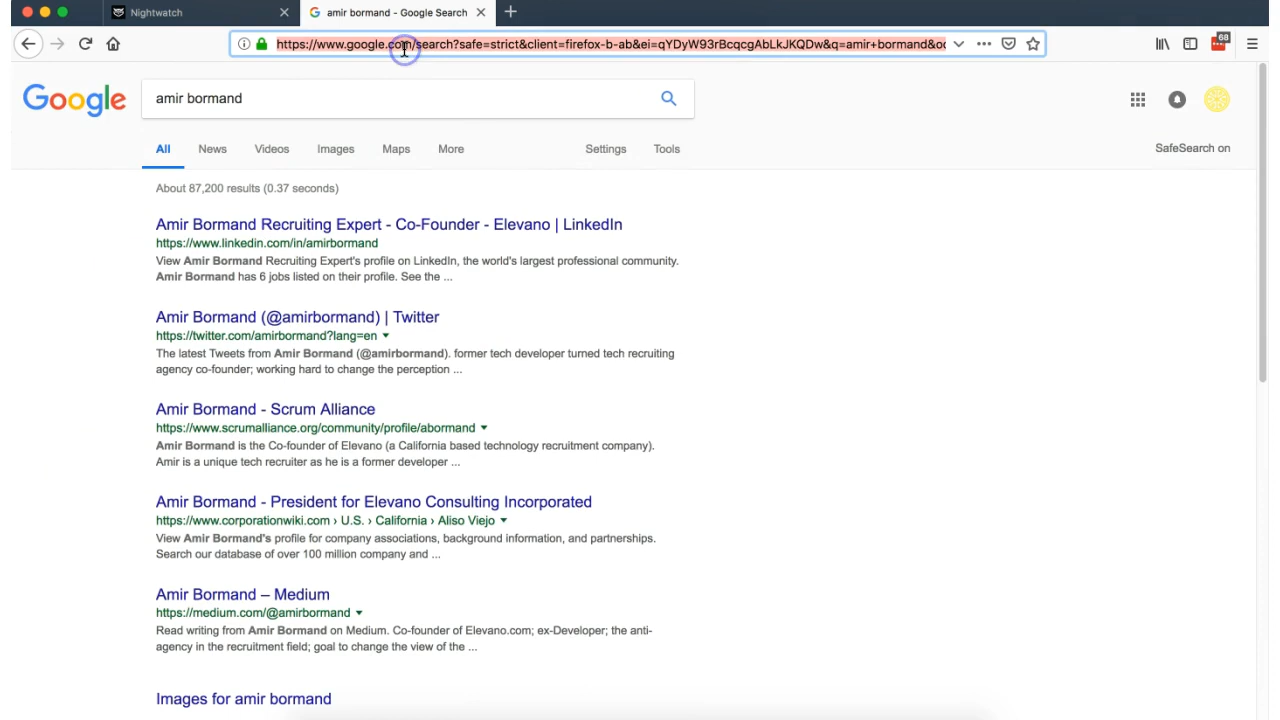 Nightwatch
amir bormand - Google Search
https://www.google.com/search?safe=strict&client=firefox-b-ab&ei=qYDyW93rBcqcgAbLkJKQDw&q=amir+bormand&oc
68
Google
amir bormand
All News Videos Images Maps More Settings Tools
SafeSearch on
About 87,200 results (0.37 seconds)
Amir Bormand Recruiting Expert - Co-Founder - Elevano | LinkedIn
https://www.linkedin.com/in/amirbormand
View Amir Bormand Recruiting Expert's profile on LinkedIn, the world's largest professional community.
Amir Bormand has 6 jobs listed on their profile. See the ...
Amir Bormand (@amirbormand) | Twitter
https://twitter.com/amirbormand?lang=en
The latest Tweets from Amir Bormand (@amirbormand). former tech developer turned tech recruiting
agency co-founder; working hard to change the perception ...
Amir Bormand - Scrum Alliance
https://www.scrumalliance.org/community/profile/abormand
Amir Bormand is the Co-founder of Elevano (a California based technology recruitment company).
Amir is a unique tech recruiter as he is a former developer ...
Amir Bormand - President for Elevano Consulting Incorporated
https://www.corporationwiki.com › U.S. › California › Aliso Viejo
View Amir Bormand's profile for company associations, background information, and partnerships.
Search our database of over 100 million company and ...
Amir Bormand – Medium
https://medium.com/@amirbormand
Read writing from Amir Bormand on Medium. Co-founder of Elevano.com; ex-Developer; the anti-
agency in the recruitment field; goal to change the view of the ...
Images for amir bormand